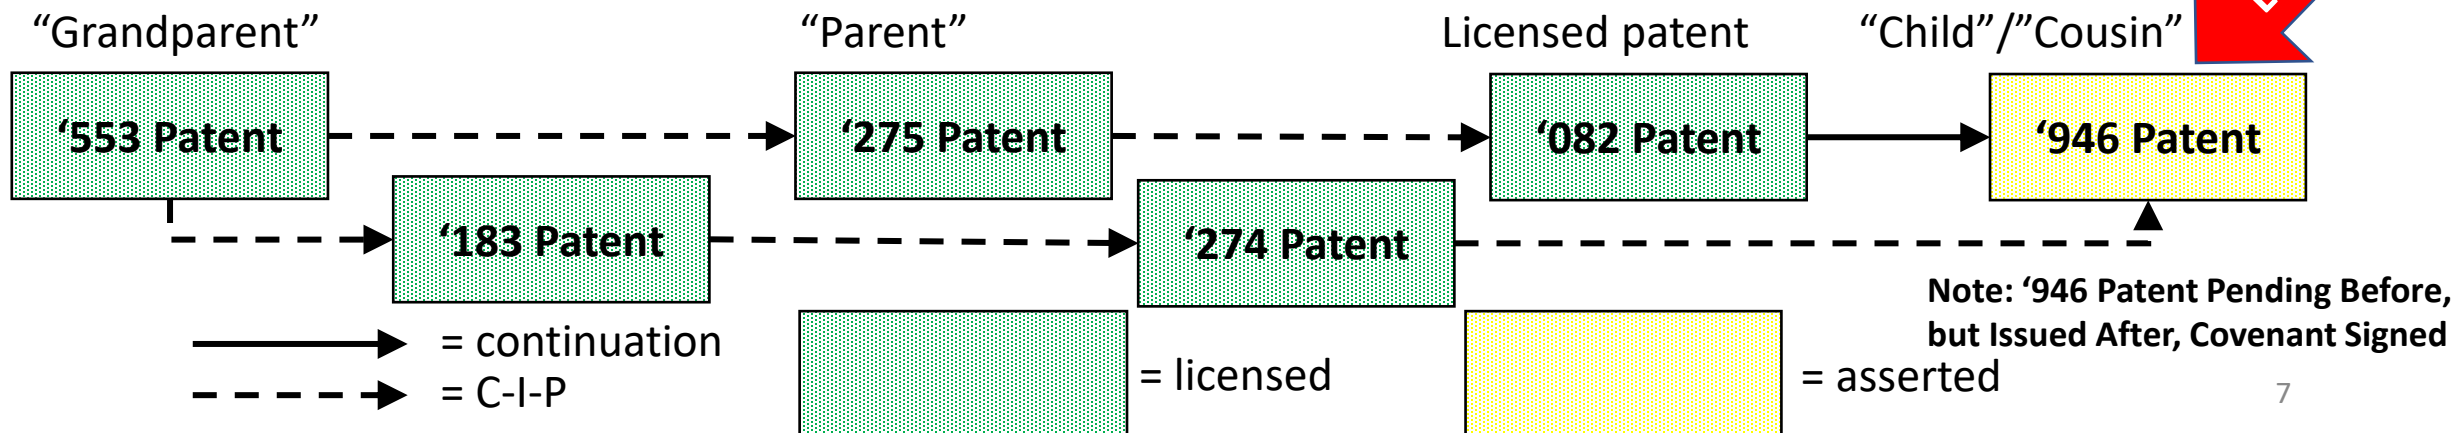 “Grandparent”
“Parent”
Licensed patent
“Child”/”Cousin”
‘553 Patent
‘275 Patent
‘082 Patent
‘946 Patent
‘183 Patent
‘274 Patent
Note: ‘946 Patent Pending Before,
but Issued After, Covenant Signed
= continuation
= C-I-P
= licensed
= asserted
7